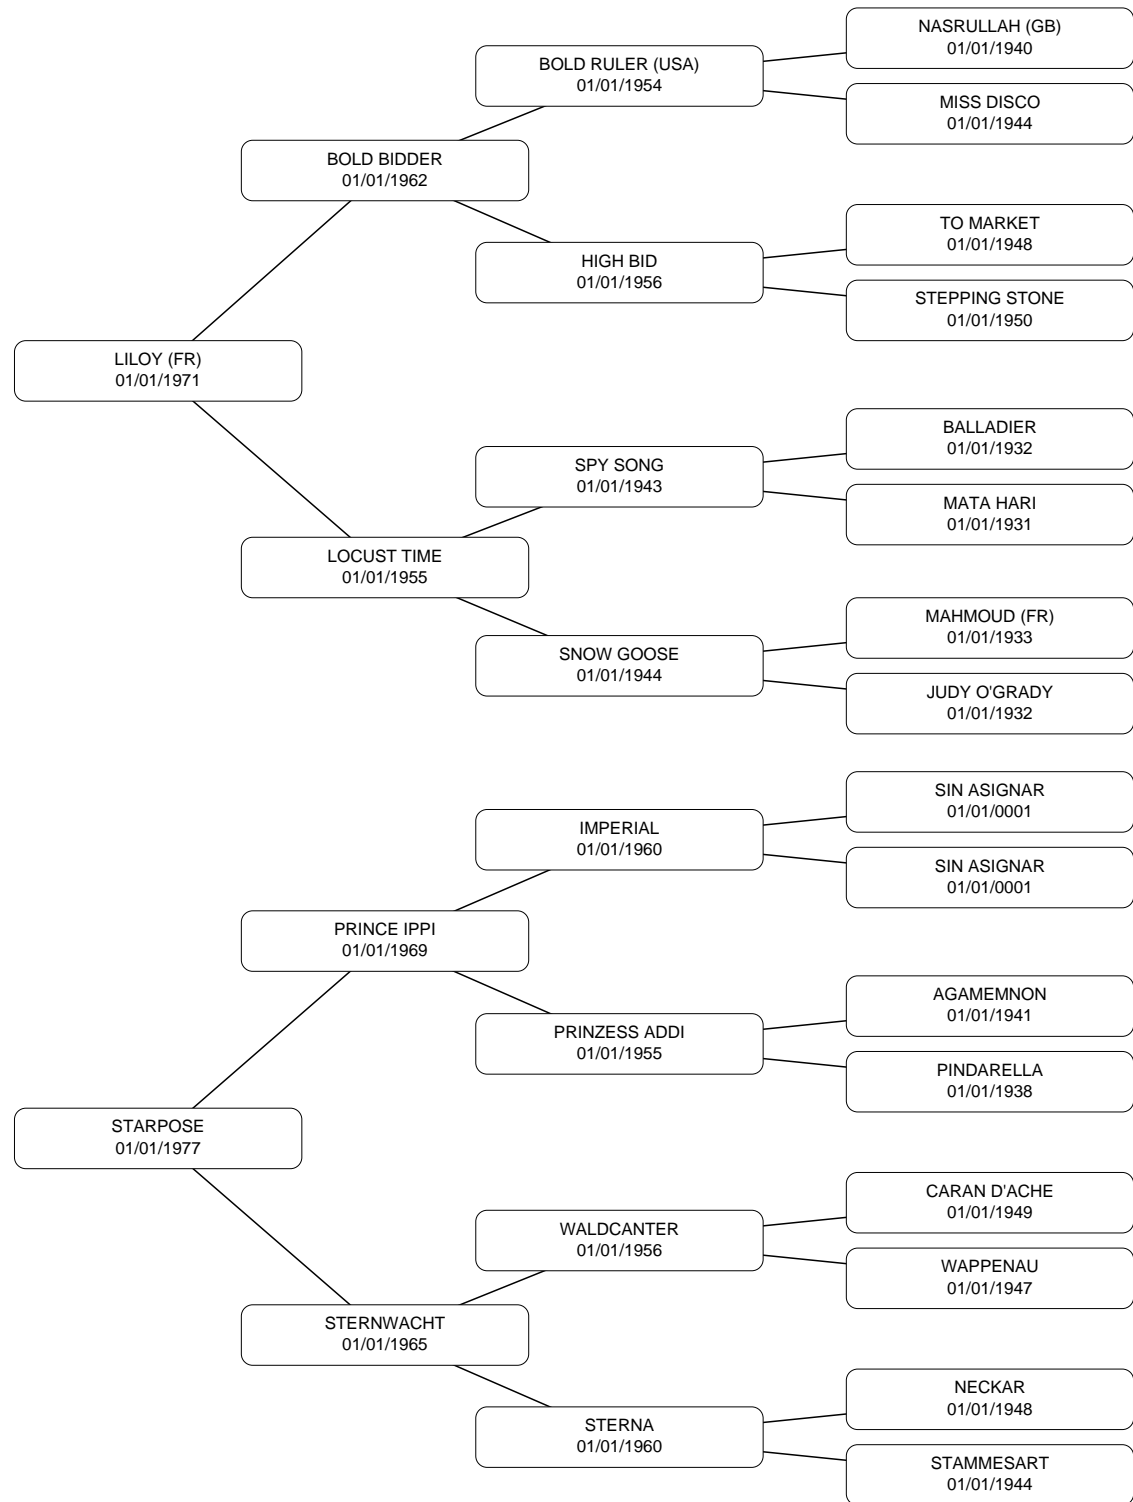 NASRULLAH (GB)
01/01/1940
BOLD RULER (USA)
01/01/1954
MISS DISCO
01/01/1944
BOLD BIDDER
01/01/1962
TO MARKET
01/01/1948
HIGH BID
01/01/1956
STEPPING STONE
01/01/1950
LILOY (FR)
01/01/1971
BALLADIER
01/01/1932
SPY SONG
01/01/1943
MATA HARI
01/01/1931
LOCUST TIME
01/01/1955
MAHMOUD (FR)
01/01/1933
SNOW GOOSE
01/01/1944
JUDY O'GRADY
01/01/1932
SIN ASIGNAR
01/01/0001
IMPERIAL
01/01/1960
SIN ASIGNAR
01/01/0001
PRINCE IPPI
01/01/1969
AGAMEMNON
01/01/1941
PRINZESS ADDI
01/01/1955
PINDARELLA
01/01/1938
STARPOSE
01/01/1977
CARAN D'ACHE
01/01/1949
WALDCANTER
01/01/1956
WAPPENAU
01/01/1947
STERNWACHT
01/01/1965
NECKAR
01/01/1948
STERNA
01/01/1960
STAMMESART
01/01/1944